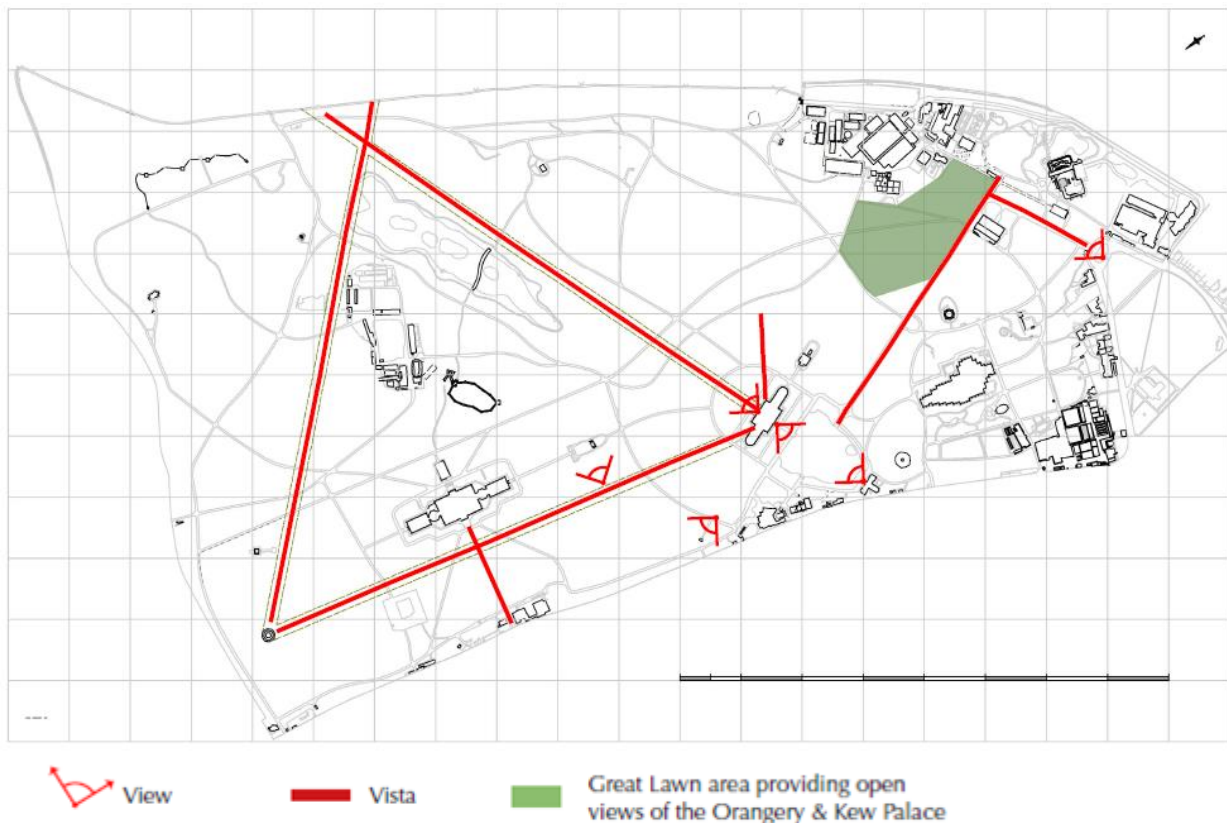 View
Vista
Great Lawn area providing open
views of the Orangery & Kew Palace